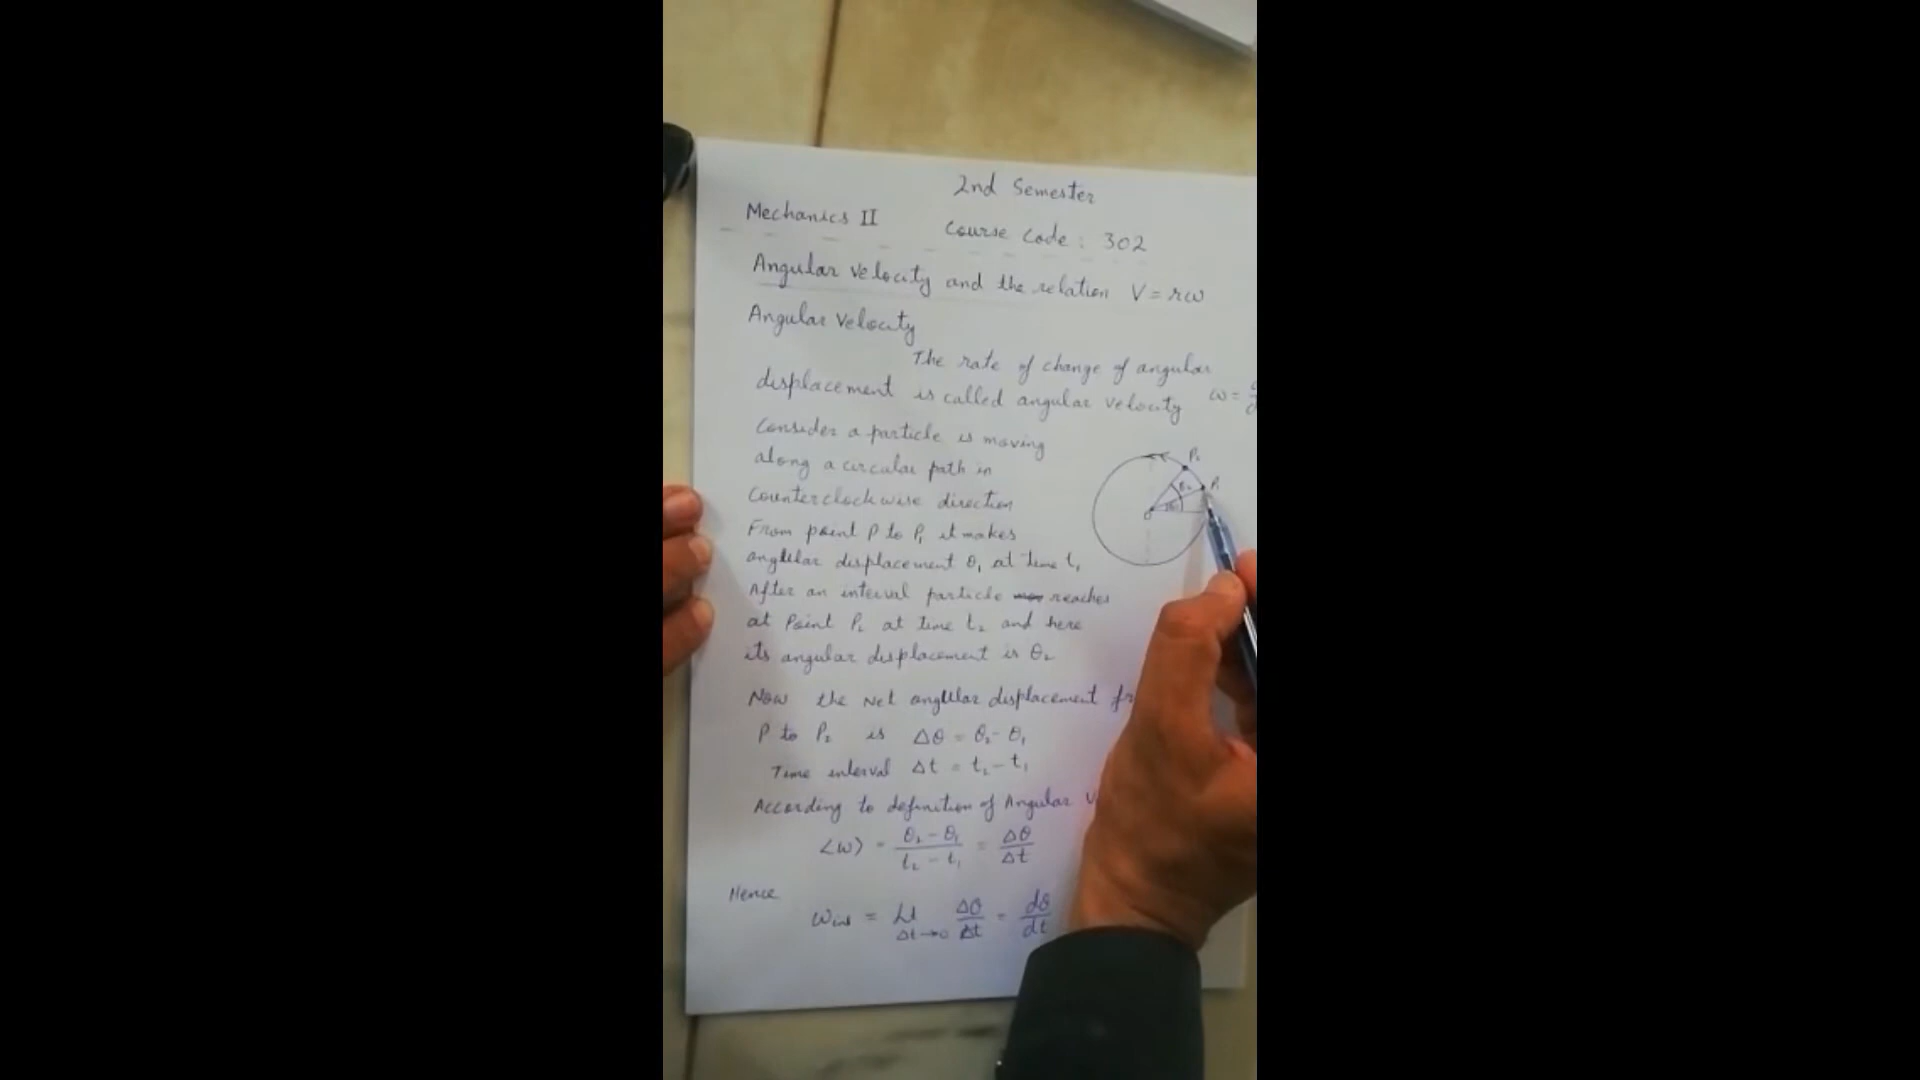 2nd Semester
Mechanics II Course Code: 302
Angular velocity and the relation V = rω
Angular Velocity
The rate of change of angular
displacement is called angular velocity ω =
Consider a particle is moving
along a circular path in
Counterclockwise direction
From point P to P₁ it makes
angular displacement θ₁ at time t₁
After an interval particle reaches
at Point P₂ at time t₂ and here
its angular displacement is θ₂
Now the Net angular displacement
P to P₂ is Δθ = θ₂ - θ₁
Time interval Δt = t₂ - t₁
According to definition of Angular
<ω> = θ₂ - θ₁ / t₂ - t₁ = Δθ / Δt
Hence
ωins = Lt Δt→0 Δθ / Δt = dθ / dt
P₂
P₁
θ₂
O